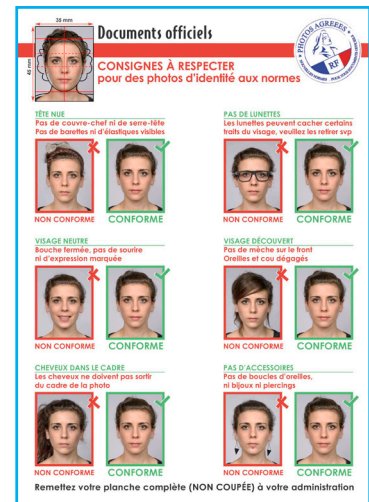 35 mm
45 mm
Documents officiels
PHOTOS AGRÉÉES
RF
CONSIGNES À RESPECTER
pour des photos d'identité aux normes
TÊTE NUE
Pas de couvre-chef ni de serre-tête
Pas de barettes ni d'élastiques visibles
NON CONFORME
CONFORME
PAS DE LUNETTES
Les lunettes peuvent cacher certains
traits du visage, veuillez les retirer svp
NON CONFORME
CONFORME
VISAGE NEUTRE
Bouche fermée, pas de sourire
ni d'expression marquée
NON CONFORME
CONFORME
VISAGE DÉCOUVERT
Pas de mèche sur le front
Oreilles et cou dégagés
NON CONFORME
CONFORME
CHEVEUX DANS LE CADRE
Les cheveux ne doivent pas sortir
du cadre de la photo
NON CONFORME
CONFORME
PAS D'ACCESSOIRES
Pas de boucles d'oreilles,
ni bijoux ni piercings
NON CONFORME
CONFORME
Remettez votre planche complète (NON COUPÉE) à votre administration